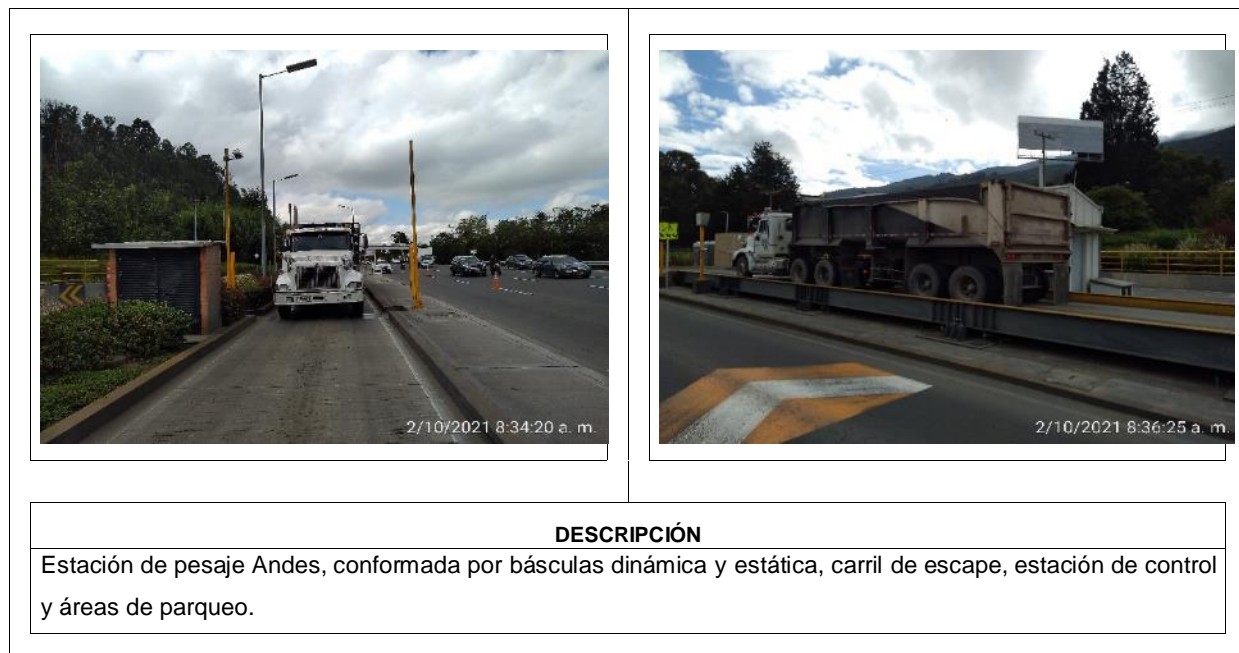 2/10/2021 8:34:20 a. m.
2/10/2021 8:36:25 a. m.
DESCRIPCIÓN
Estación de pesaje Andes, conformada por básculas dinámica y estática, carril de escape, estación de control
y áreas de parqueo.